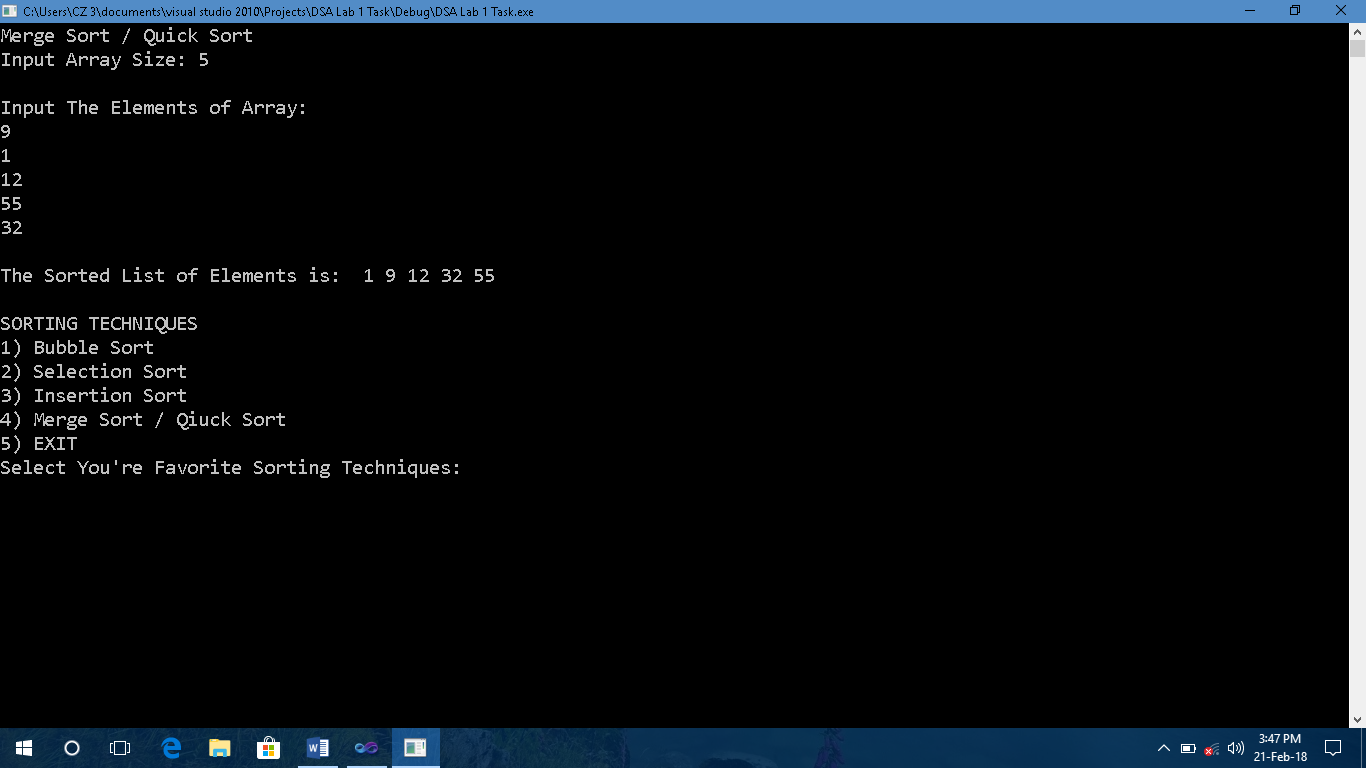 C:\Users\CZ 3\documents\visual studio 2010\Projects\DSA Lab 1 Task\Debug\DSA Lab 1 Task.exe
Merge Sort / Quick Sort
Input Array Size: 5
Input The Elements of Array:
9
1
12
55
32
The Sorted List of Elements is:  1 9 12 32 55
SORTING TECHNIQUES
1) Bubble Sort
2) Selection Sort
3) Insertion Sort
4) Merge Sort / Qiuck Sort
5) EXIT
Select You're Favorite Sorting Techniques:
3:47 PM
21-Feb-18